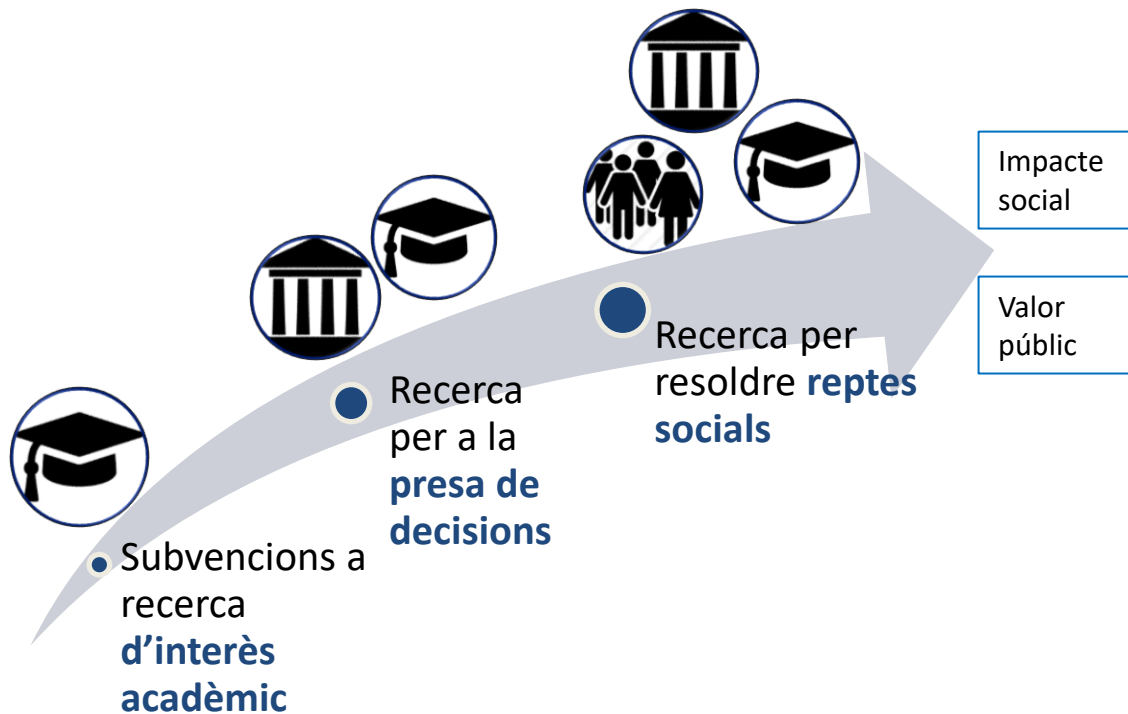 Subvencions a
recerca
d’interès
acadèmic
Recerca
per a la
presa de
decisions
Recerca per
resoldre reptes
socials
Impacte
social
Valor
públic